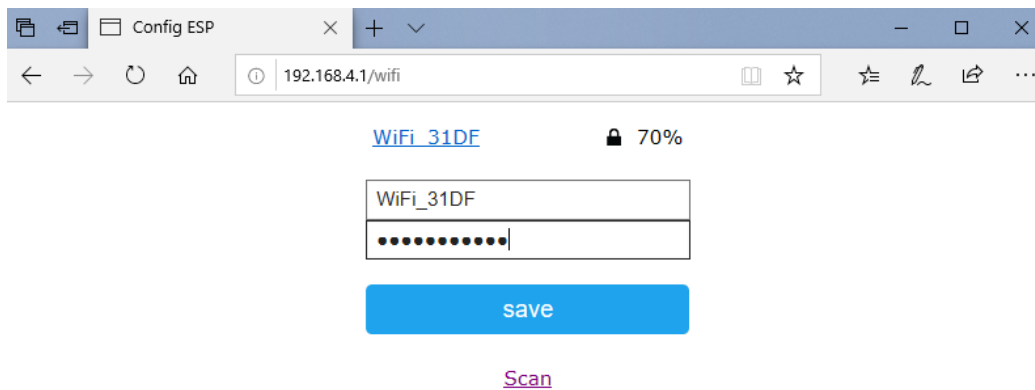 Config ESP
192.168.4.1/wifi
WiFi_31DF 70%
WiFi_31DF
•••••••••••
save
Scan